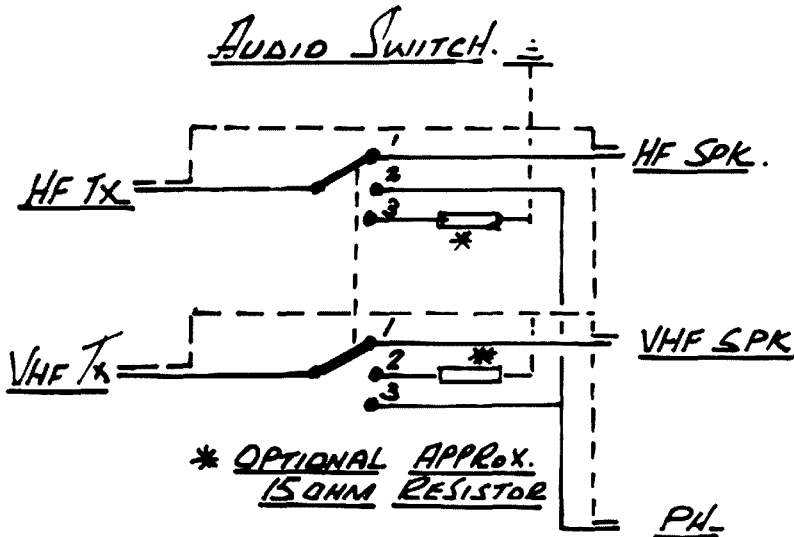 AUDIO SWITCH.
HF TX
1
2
3
*
HF SPK.
VHF Tx
1
2
3
*
VHF SPK
* OPTIONAL APPROX.
15 OHM RESISTOR
PH.